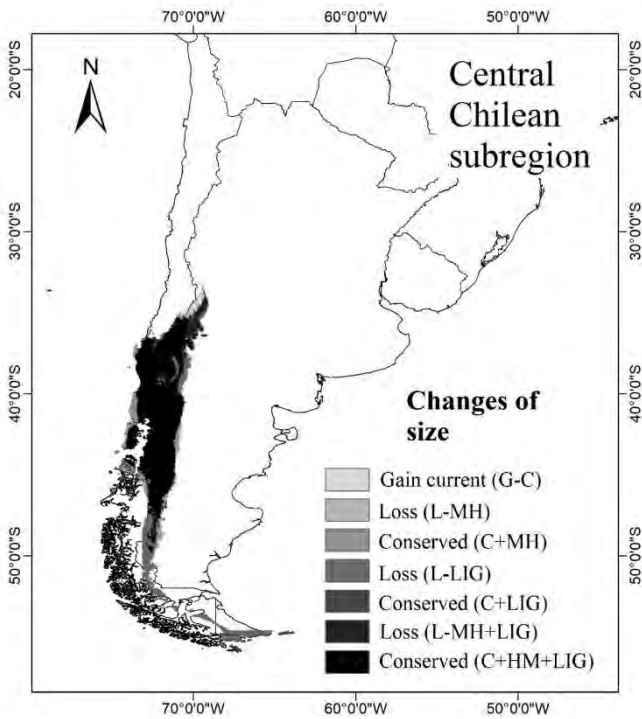 70°0'0"W
60°0'0"W
50°0'0"W
N
Central
Chilean
subregion
20°0'0"S
20°0'0"S
30°0'0"S
30°0'0"S
40°0'0"S
40°0'0"S
50°0'0"S
50°0'0"S
Changes of
size
Gain current (G-C)
Loss (L-MH)
Conserved (C+MH)
Loss (L-LIG)
Conserved (C+LIG)
Loss (L-MH+LIG)
Conserved (C+HM+LIG)
70°0'0"W
60°0'0"W
50°0'0"W